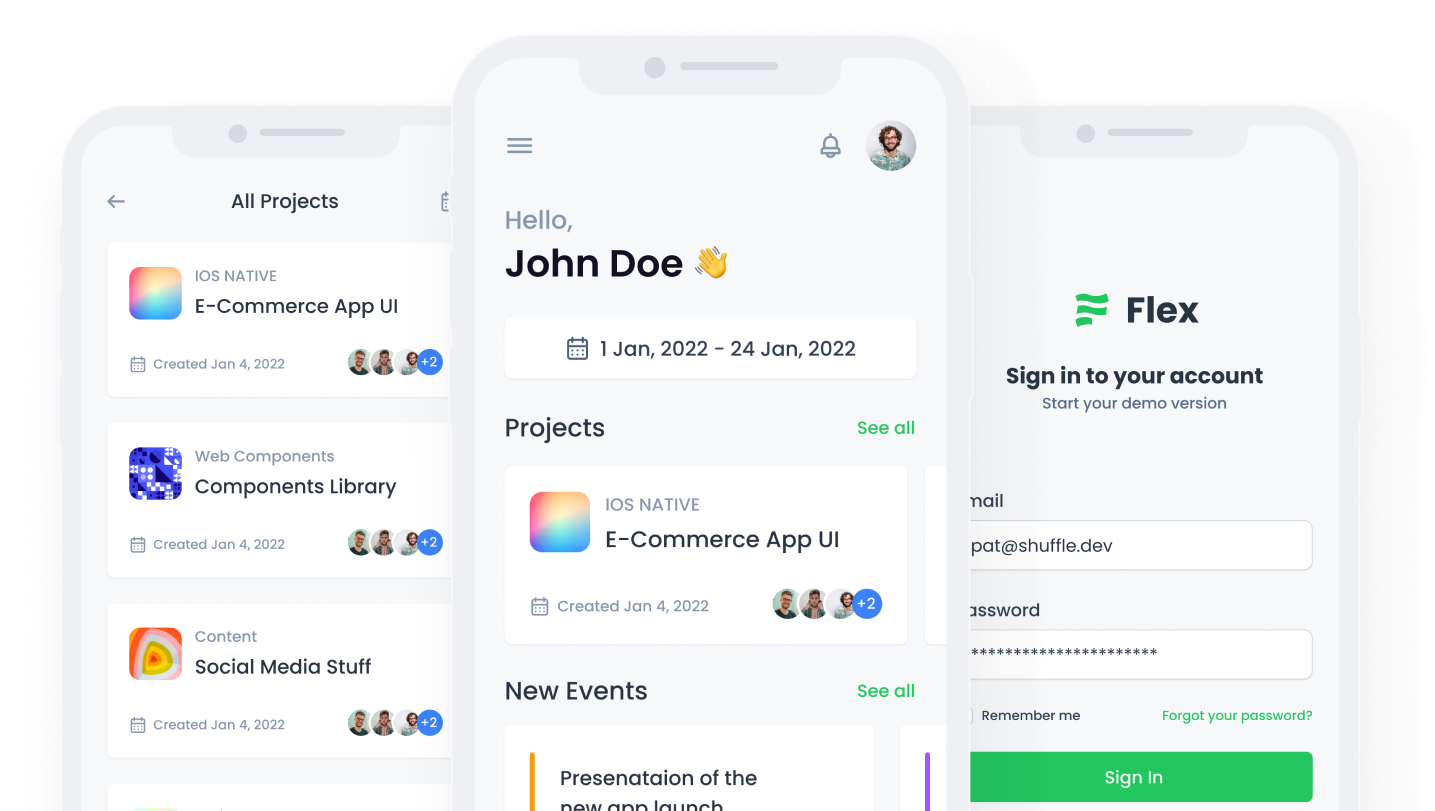 All Projects
IOS NATIVE
E-Commerce App UI
Created Jan 4, 2022
+2
Web Components
Components Library
Created Jan 4, 2022
+2
Content
Social Media Stuff
Created Jan 4, 2022
+2
Hello,
John Doe 👋
1 Jan, 2022 - 24 Jan, 2022
Projects
See all
IOS NATIVE
E-Commerce App UI
Created Jan 4, 2022
+2
New Events
See all
Presenataion of the
new app launch
Flex
Sign in to your account
Start your demo version
mail
pat@shuffle.dev
assword
**********************
Remember me
Forgot your password?
Sign In